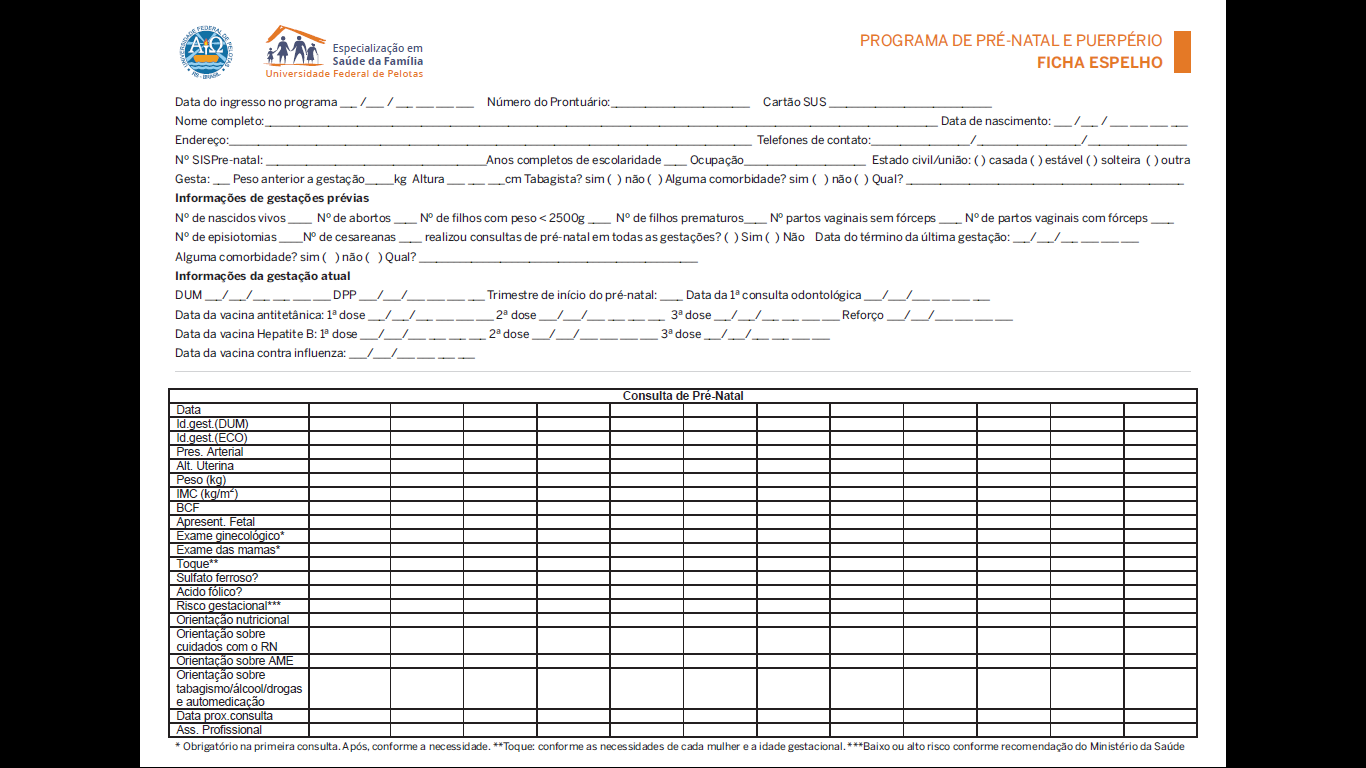 UNIVERSIDADE FEDERAL DE PELOTAS
RS - BRASIL
Especialização em
Saúde da Família
Universidade Federal de Pelotas
PROGRAMA DE PRÉ-NATAL E PUERPÉRIO
FICHA ESPELHO
Data do ingresso no programa ___ /___ / ___ ___ ___ ___ Número do Prontuário:______________________ Cartão SUS __________________________
Nome completo:____________________________________________ Data de nascimento: ___ /___ / ___ ___ ___ ___
Endereço:____________________________________________ Telefones de contato:________________/________________/________________
Nº SISPre-natal: ___________________________________Anos completos de escolaridade ____ Ocupação____________________ Estado civil/união: ( ) casada ( ) estável ( ) solteira ( ) outra
Gesta: ___ Peso anterior a gestação_____kg Altura ___ ___ ___cm Tabagista? sim ( ) não ( ) Alguma comorbidade? sim ( ) não ( ) Qual? ____________________________________________
Informações de gestações prévias
Nº de nascidos vivos ____ Nº de abortos ____ Nº de filhos com peso < 2500g ____ Nº de filhos prematuros____ Nº partos vaginais sem fórceps ____ Nº de partos vaginais com fórceps ____
Nº de episiotomias ____Nº de cesareanas ____ realizou consultas de pré-natal em todas as gestações? ( ) Sim ( ) Não Data do término da última gestação: ___/___/___ ___ ___ ___
Alguma comorbidade? sim ( ) não ( ) Qual? ____________________________________________
Informações da gestação atual
DUM ___/___/___ ___ ___ ___ DPP ___/___/___ ___ ___ ___ Trimestre de início do pré-natal: ____ Data da 1ª consulta odontológica ___/___/___ ___ ___ ___
Data da vacina antitetânica: 1ª dose ___/___/___ ___ ___ ___ 2ª dose ___/___/___ ___ ___ ___ 3ª dose ___/___/___ ___ ___ ___ Reforço ___/___/___ ___ ___ ___
Data da vacina Hepatite B: 1ª dose ___/___/___ ___ ___ ___ 2ª dose ___/___/___ ___ ___ ___ 3ª dose ___/___/___ ___ ___ ___
Data da vacina contra influenza: ___/___/___ ___ ___ ___
Consulta de Pré-Natal
Data
Id.gest.(DUM)
Id.gest.(ECO)
Pres. Arterial
Alt. Uterina
Peso (kg)
IMC (kg/m²)
BCF
Apresent. Fetal
Exame ginecológico*
Exame das mamas*
Toque**
Sulfato ferroso?
Acido fólico?
Risco gestacional***
Orientação nutricional
Orientação sobre
cuidados com o RN
Orientação sobre AME
Orientação sobre
tabagismo/álcool/drogas
e automedicação
Data prox.consulta
Ass. Profissional
* Obrigatório na primeira consulta. Após, conforme a necessidade. **Toque: conforme as necessidades de cada mulher e a idade gestacional. ***Baixo ou alto risco conforme recomendação do Ministério da Saúde